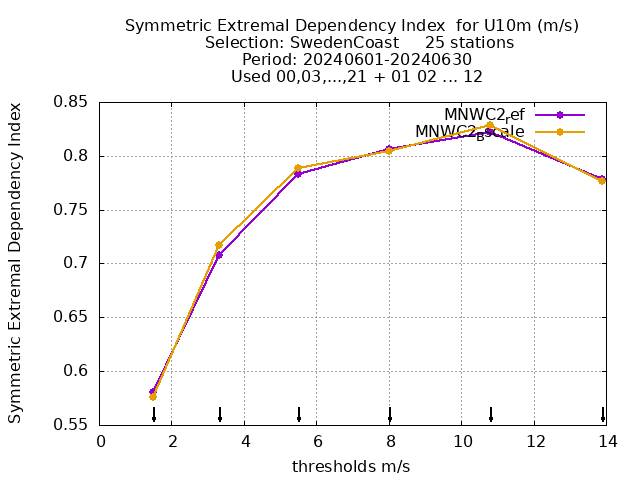 Symmetric Extremal Dependency Index  for U10m (m/s)
Selection: SwedenCoast     25 stations
Period: 20240601-20240630
Used 00,03,...,21 + 01 02 ... 12
Symmetric Extremal Dependency Index
0.85
0.8
0.75
0.7
0.65
0.6
0.55
MNWC2_ref
MNWC2_Bscale
0 2 4 6 8 10 12 14
thresholds m/s